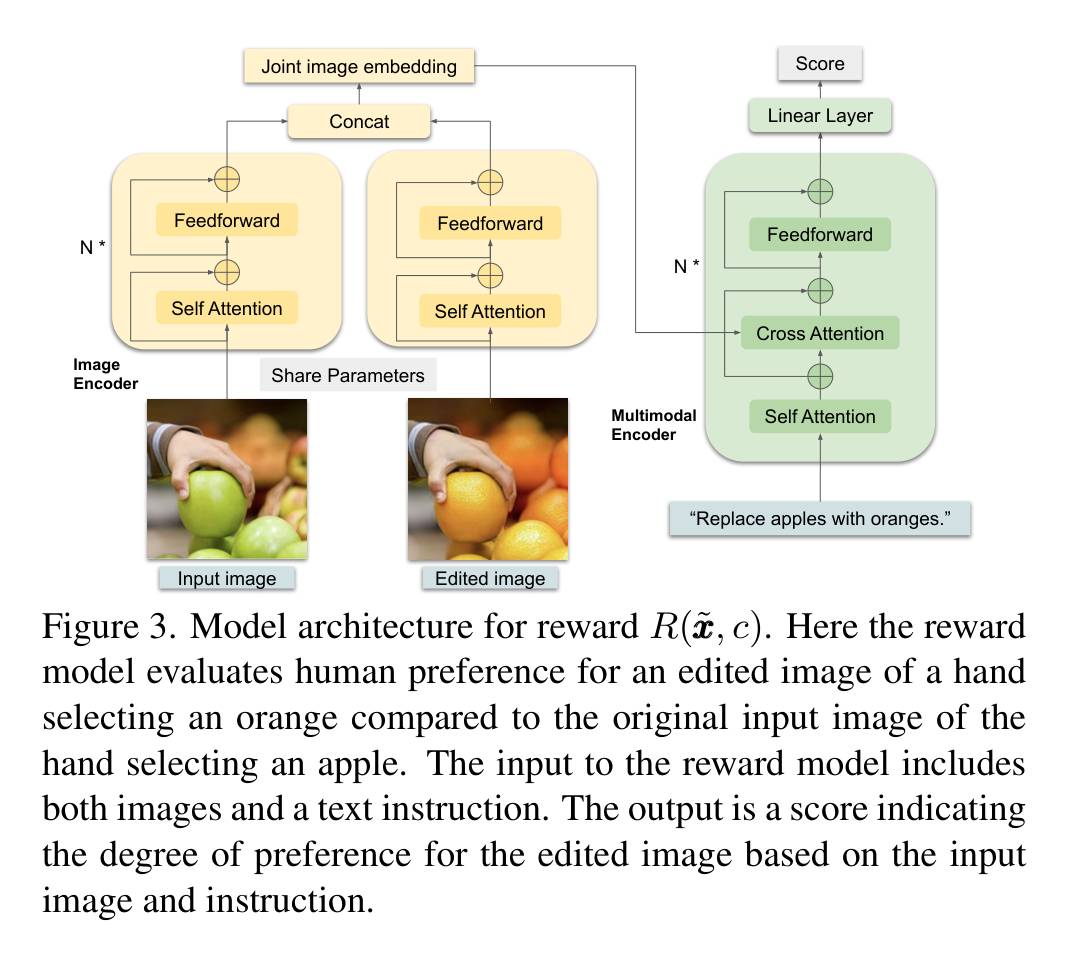 Joint image embedding
Concat
Feedforward
N *
Self Attention
Feedforward
Self Attention
Image
Encoder
Share Parameters
Input image
Edited image
Score
Linear Layer
Feedforward
N *
Cross Attention
Self Attention
Multimodal
Encoder
“Replace apples with oranges.”
Figure 3. Model architecture for reward R(x̃, c). Here the reward
model evaluates human preference for an edited image of a hand
selecting an orange compared to the original input image of the
hand selecting an apple. The input to the reward model includes
both images and a text instruction. The output is a score indicating
the degree of preference for the edited image based on the input
image and instruction.